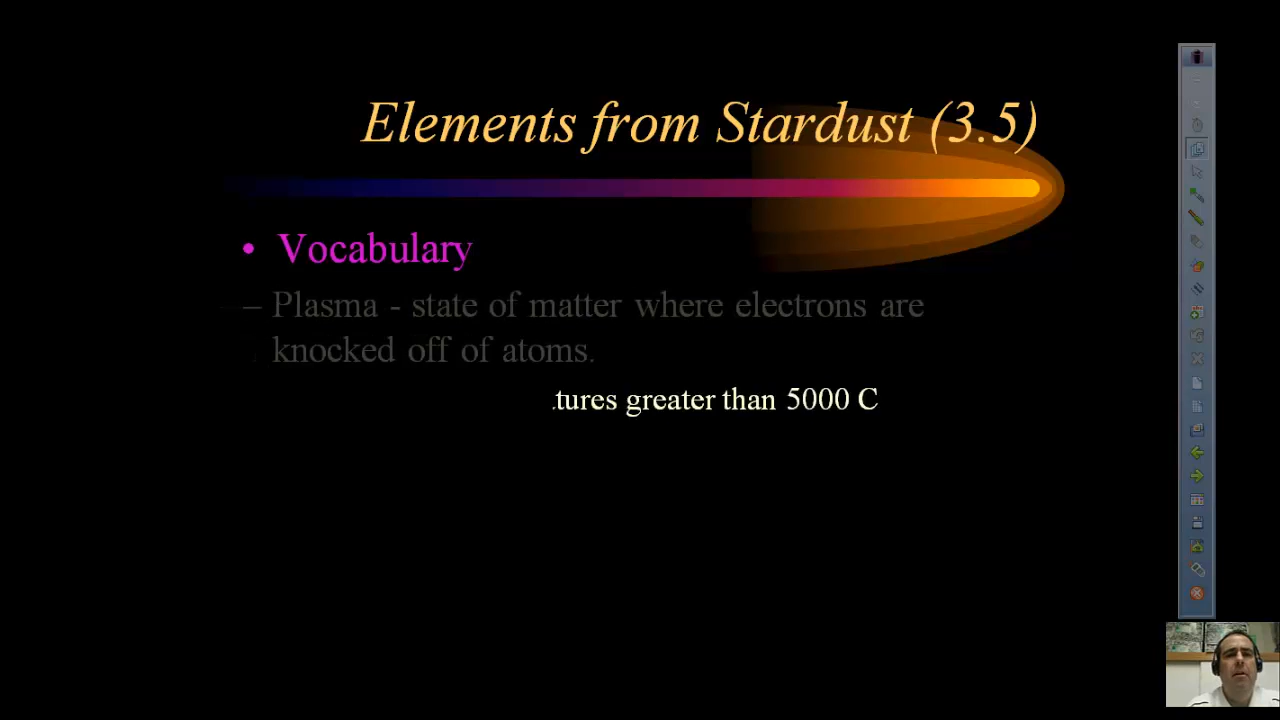 Elements from Stardust (3.5)
• Vocabulary
– Plasma - state of matter where electrons are
knocked off of atoms.
tures greater than 5000 C